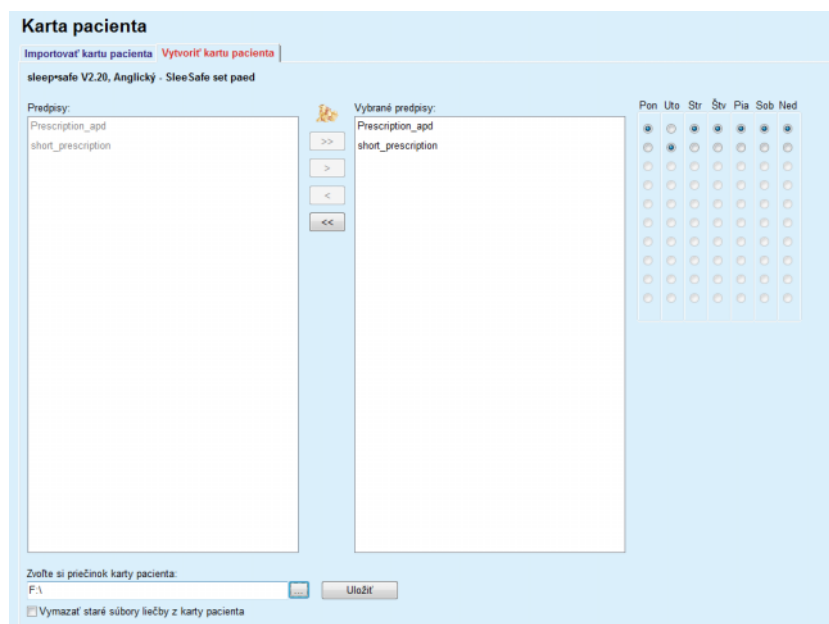 Karta pacienta
Importovať kartu pacienta Vytvoriť kartu pacienta
sleep•safe V2.20, Anglický - SleeSafe set paed
Predpisy:
Prescription_apd
short_prescription
>>
>
<
<<
Vybrané predpisy:
Prescription_apd
short_prescription
Pon Uto Str Štv Pia Sob Ned
Zvoľte si priečinok karty pacienta:
F:\
... Uložiť
Vymazať staré súbory liečby z karty pacienta